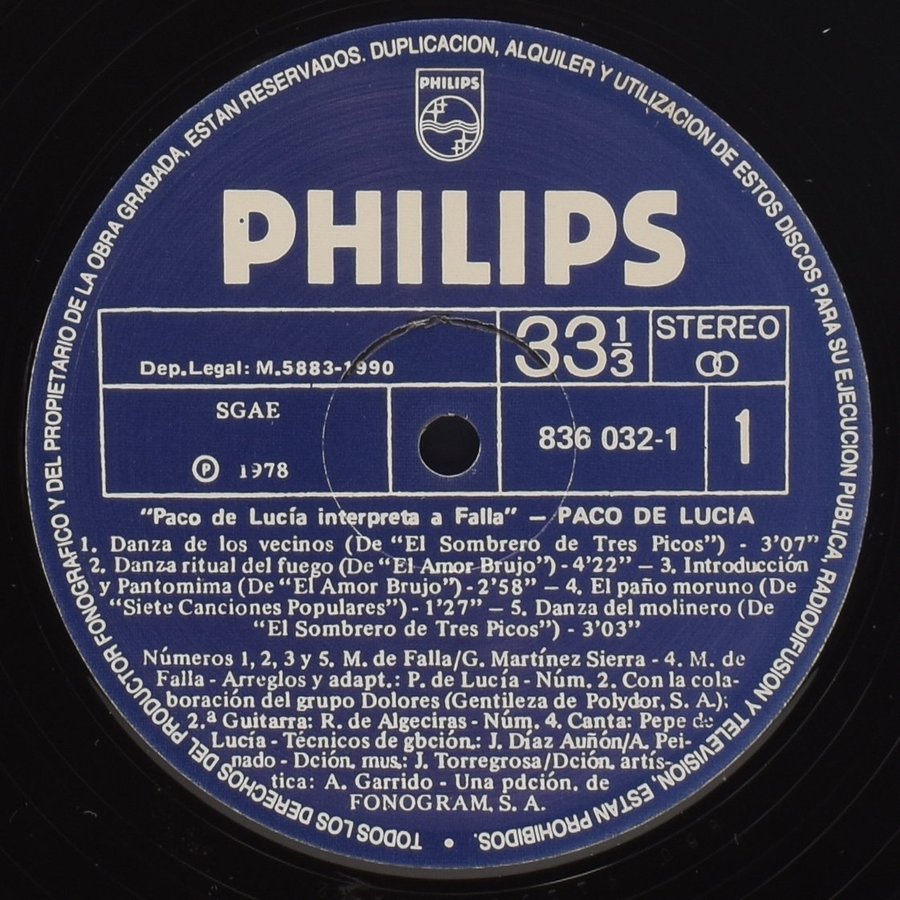 TODOS LOS DERECHOS DEL PRODUCTOR FONOGRAFICO Y DEL PROPIETARIO DE LA OBRA GRABADA, ESTAN RESERVADOS. DUPLICACION, ALQUILER Y UTILIZACION DE ESTOS DISCOS PARA SU EJECUCION PUBLICA, RADIODIFUSION Y TELEVISION, ESTAN PROHIBIDOS. •
PHILIPS
PHILIPS
Dep.Legal: M.5883-1990
33 1/3
STEREO
SGAE
℗ 1978
836 032-1
1
"Paco de Lucía interpreta a Falla" – PACO DE LUCIA
1. Danza de los vecinos (De "El Sombrero de Tres Picos") - 3'07"
2. Danza ritual del fuego (De "El Amor Brujo") - 4'22" – 3. Introducción
y Pantomima (De "El Amor Brujo") - 2'58" – 4. El paño moruno (De
"Siete Canciones Populares") - 1'27" – 5. Danza del molinero (De
"El Sombrero de Tres Picos") - 3'03"
Números 1, 2, 3 y 5. M. de Falla/G. Martínez Sierra - 4. M. de
Falla - Arreglos y adapt.: P. de Lucía - Núm. 2. Con la cola-
boración del grupo Dolores (Gentileza de Polydor, S. A.);
2.ª Guitarra: R. de Algeciras - Núm. 4. Canta: Pepe de
Lucía - Técnicos de gbción.: J. Díaz Auñón/A. Pei-
nado - Dción. mus.: J. Torregrosa/Dción. artís-
tica: A. Garrido - Una pdción. de
FONOGRAM, S. A.